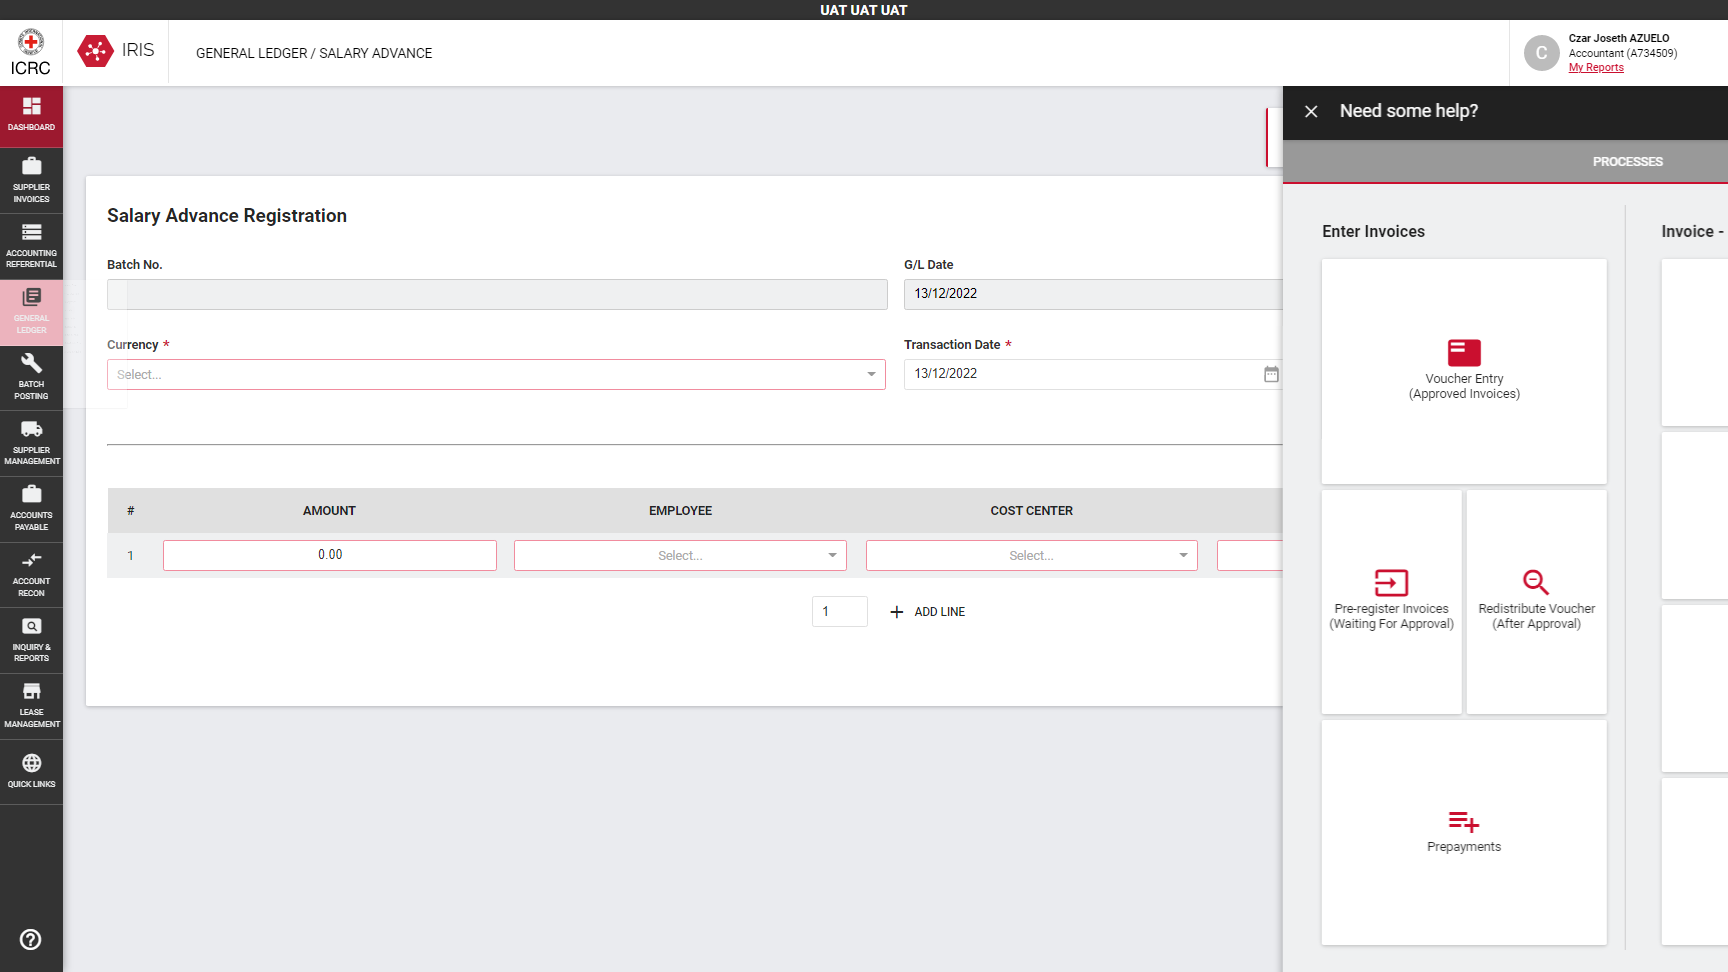 UAT UAT UAT
ICRC
IRIS
GENERAL LEDGER / SALARY ADVANCE
C
Czar Joseth AZUELO
Accountant (A734509)
My Reports
DASHBOARD
SUPPLIER
INVOICES
ACCOUNTING
REFERENTIAL
GENERAL
LEDGER
BATCH
POSTING
SUPPLIER
MANAGEMENT
ACCOUNTS
PAYABLE
ACCOUNT
RECON
INQUIRY &
REPORTS
LEASE
MANAGEMENT
QUICK LINKS
Salary Advance Registration
Batch No.
G/L Date
13/12/2022
Currency *
Transaction Date *
Select...
13/12/2022
# AMOUNT EMPLOYEE COST CENTER
1 0.00 Select... Select...
1 ADD LINE
Need some help?
PROCESSES
Enter Invoices
Invoice -
Voucher Entry
(Approved Invoices)
Pre-register Invoices
(Waiting For Approval)
Redistribute Voucher
(After Approval)
Prepayments